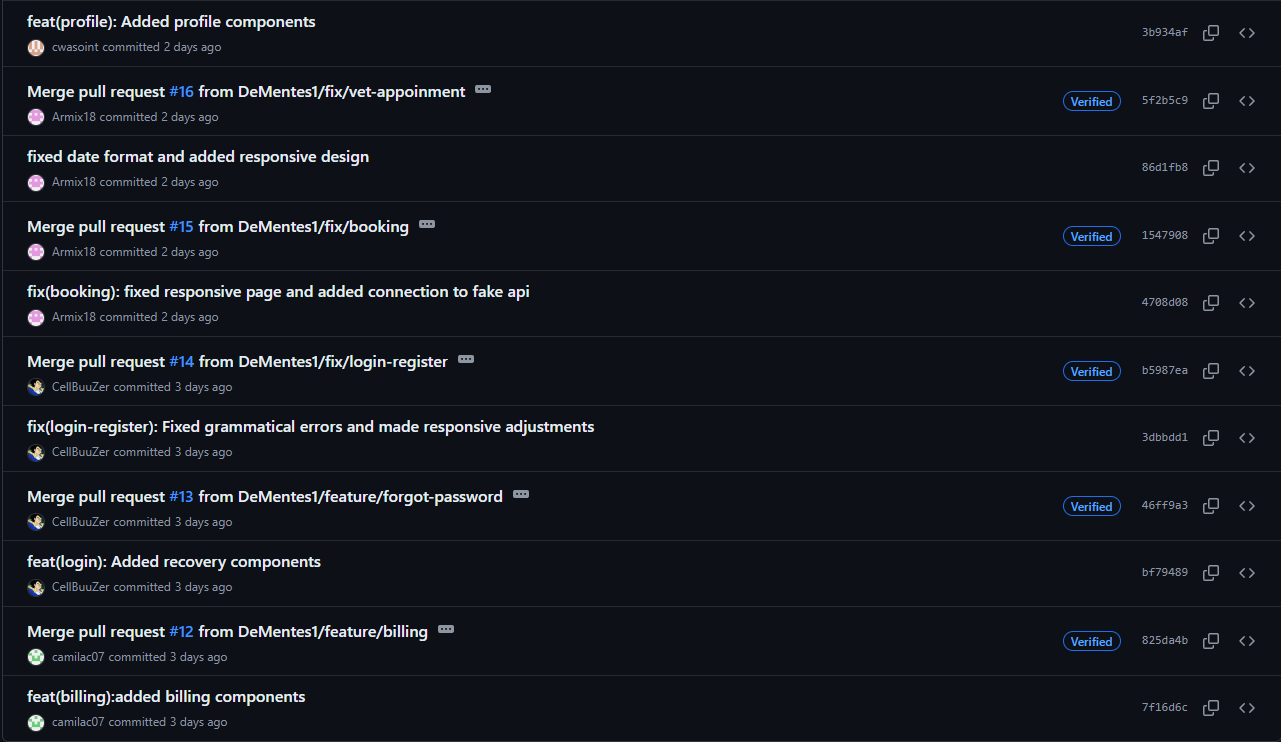 feat(profile): Added profile components
cwasoint committed 2 days ago
3b934af
Merge pull request #16 from DeMentes1/fix/vet-appoinment
Armix18 committed 2 days ago
Verified
5f2b5c9
fixed date format and added responsive design
Armix18 committed 2 days ago
86d1fb8
Merge pull request #15 from DeMentes1/fix/booking
Armix18 committed 2 days ago
Verified
1547908
fix(booking): fixed responsive page and added connection to fake api
Armix18 committed 2 days ago
4708d08
Merge pull request #14 from DeMentes1/fix/login-register
CellBuuZer committed 3 days ago
Verified
b5987ea
fix(login-register): Fixed grammatical errors and made responsive adjustments
CellBuuZer committed 3 days ago
3dbbdd1
Merge pull request #13 from DeMentes1/feature/forgot-password
CellBuuZer committed 3 days ago
Verified
46ff9a3
feat(login): Added recovery components
CellBuuZer committed 3 days ago
bf79489
Merge pull request #12 from DeMentes1/feature/billing
camilac07 committed 3 days ago
Verified
825da4b
feat(billing):added billing components
camilac07 committed 3 days ago
7f16d6c